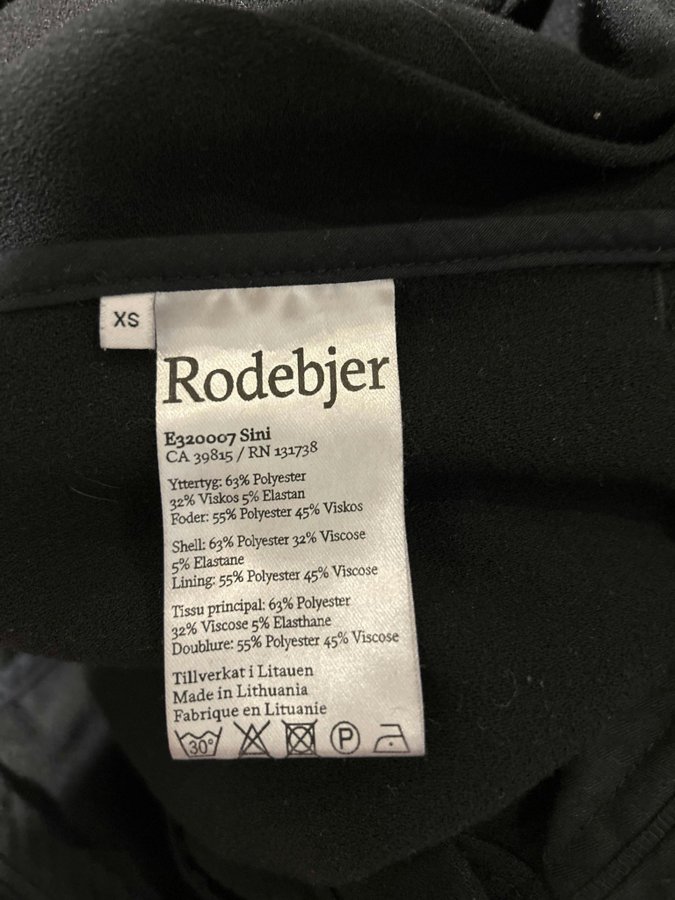 XS
Rodebjer
E320007 Sini
CA 39815 / RN 131738
Yttertyg: 63% Polyester
32% Viskos 5% Elastan
Foder: 55% Polyester 45% Viskos
Shell: 63% Polyester 32% Viscose
5% Elastane
Lining: 55% Polyester 45% Viscose
Tissu principal: 63% Polyester
32% Viscose 5% Elasthane
Doublure: 55% Polyester 45% Viscose
Tillverkat i Litauen
Made in Lithuania
Fabrique en Lituanie
30° P